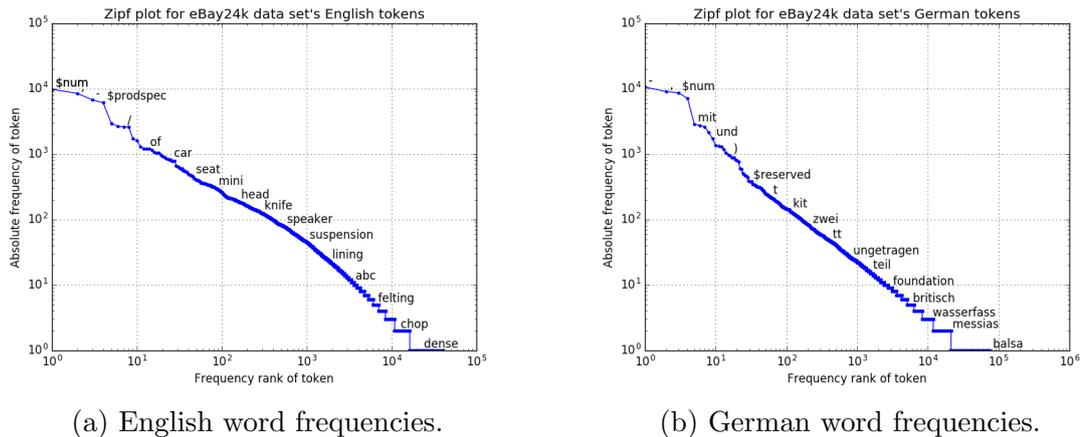 Zipf plot for eBay24k data set's English tokens
Absolute frequency of token
10^5
10^4
10^3
10^2
10^1
10^0
$num
,
-
$prodspec
/
of
car
seat
mini
head
knife
speaker
suspension
lining
abc
felting
chop
dense
10^0 10^1 10^2 10^3 10^4 10^5
Frequency rank of token
(a) English word frequencies.
Zipf plot for eBay24k data set's German tokens
Absolute frequency of token
10^5
10^4
10^3
10^2
10^1
10^0
-
,
$num
mit
und
)
$reserved
t
kit
zwei
tt
ungetragen
teil
foundation
britisch
wasserfass
messias
balsa
10^0 10^1 10^2 10^3 10^4 10^5 10^6
Frequency rank of token
(b) German word frequencies.